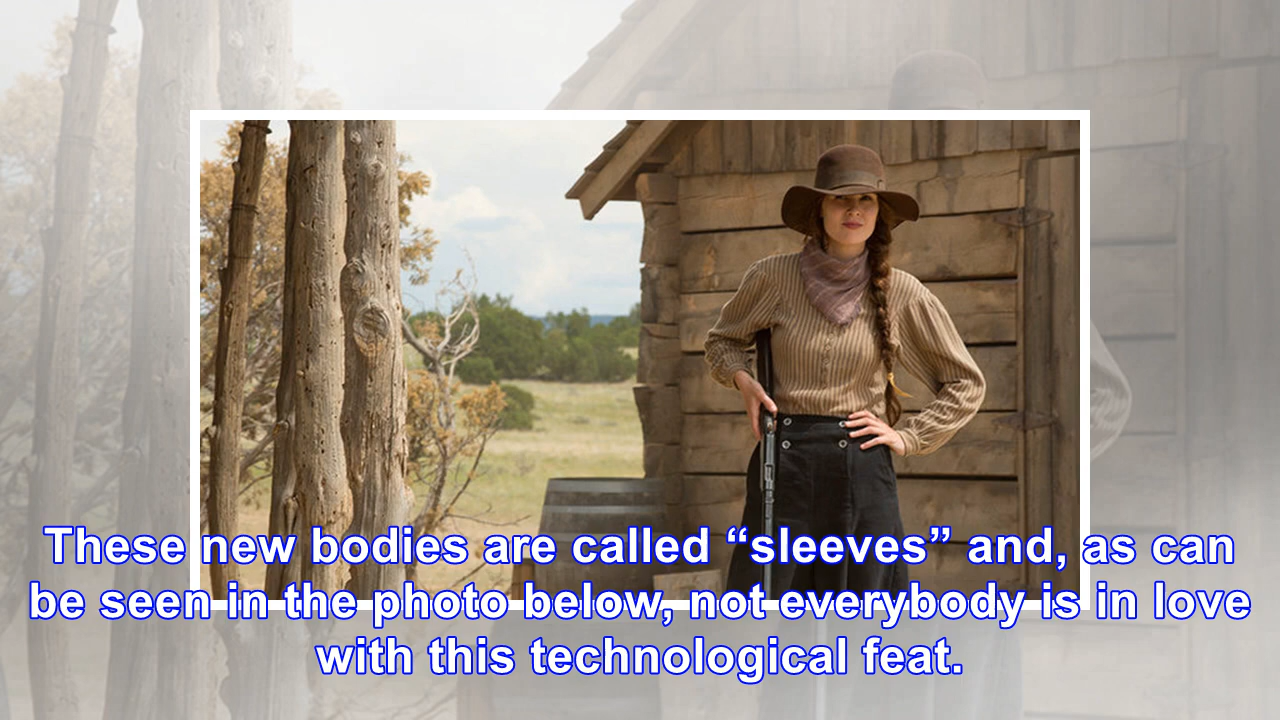 These new bodies are called “sleeves” and, as can
be seen in the photo below, not everybody is in love
with this technological feat.